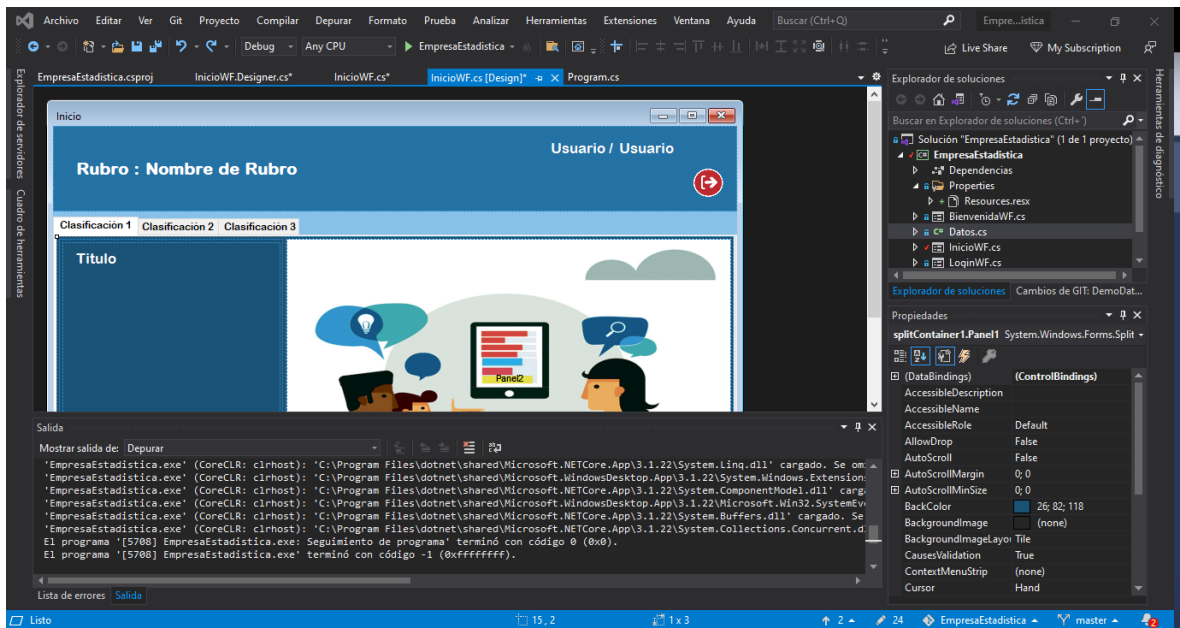 Archivo Editar Ver Git Proyecto Compilar Depurar Formato Prueba Analizar Herramientas Extensiones Ventana Ayuda Buscar (Ctrl+Q) Empre...istica
Debug Any CPU EmpresaEstadistica Live Share My Subscription
EmpresaEstadistica.csproj InicioWF.Designer.cs* InicioWF.cs* InicioWF.cs [Design]* Program.cs
Explorador de servidores
Cuadro de herramientas
Inicio
Usuario / Usuario
Rubro : Nombre de Rubro
Clasificación 1 Clasificación 2 Clasificación 3
Titulo
Panel2
Salida
Mostrar salida de: Depurar
'EmpresaEstadistica.exe' (CoreCLR: clrhost): 'C:\Program Files\dotnet\shared\Microsoft.NETCore.App\3.1.22\System.Linq.dll' cargado. Se om
'EmpresaEstadistica.exe' (CoreCLR: clrhost): 'C:\Program Files\dotnet\shared\Microsoft.WindowsDesktop.App\3.1.22\System.Windows.Extension
'EmpresaEstadistica.exe' (CoreCLR: clrhost): 'C:\Program Files\dotnet\shared\Microsoft.NETCore.App\3.1.22\System.ComponentModel.dll' carg
'EmpresaEstadistica.exe' (CoreCLR: clrhost): 'C:\Program Files\dotnet\shared\Microsoft.WindowsDesktop.App\3.1.22\Microsoft.Win32.SystemEv
'EmpresaEstadistica.exe' (CoreCLR: clrhost): 'C:\Program Files\dotnet\shared\Microsoft.NETCore.App\3.1.22\System.Buffers.dll' cargado. Se
'EmpresaEstadistica.exe' (CoreCLR: clrhost): 'C:\Program Files\dotnet\shared\Microsoft.NETCore.App\3.1.22\System.Collections.Concurrent.d
El programa '[5708] EmpresaEstadistica.exe: Seguimiento de programa' terminó con código 0 (0x0).
El programa '[5708] EmpresaEstadistica.exe' terminó con código -1 (0xffffffff).
Lista de errores Salida
Explorador de soluciones
Buscar en Explorador de soluciones (Ctrl+´)
Solución "EmpresaEstadistica" (1 de 1 proyecto)
C# EmpresaEstadistica
Dependencias
Properties
Resources.resx
BienvenidaWF.cs
C# Datos.cs
InicioWF.cs
LoginWF.cs
Explorador de soluciones Cambios de GIT: DemoDat...
Propiedades
splitContainer1.Panel1 System.Windows.Forms.Split
(DataBindings) (ControlBindings)
AccessibleDescription
AccessibleName
AccessibleRole Default
AllowDrop False
AutoScroll False
AutoScrollMargin 0; 0
AutoScrollMinSize 0; 0
BackColor 26; 82; 118
BackgroundImage (none)
BackgroundImageLayou Tile
CausesValidation True
ContextMenuStrip (none)
Cursor Hand
Herramientas de diagnóstico
Listo 15 , 2 1 x 3 2 24 EmpresaEstadistica master 2